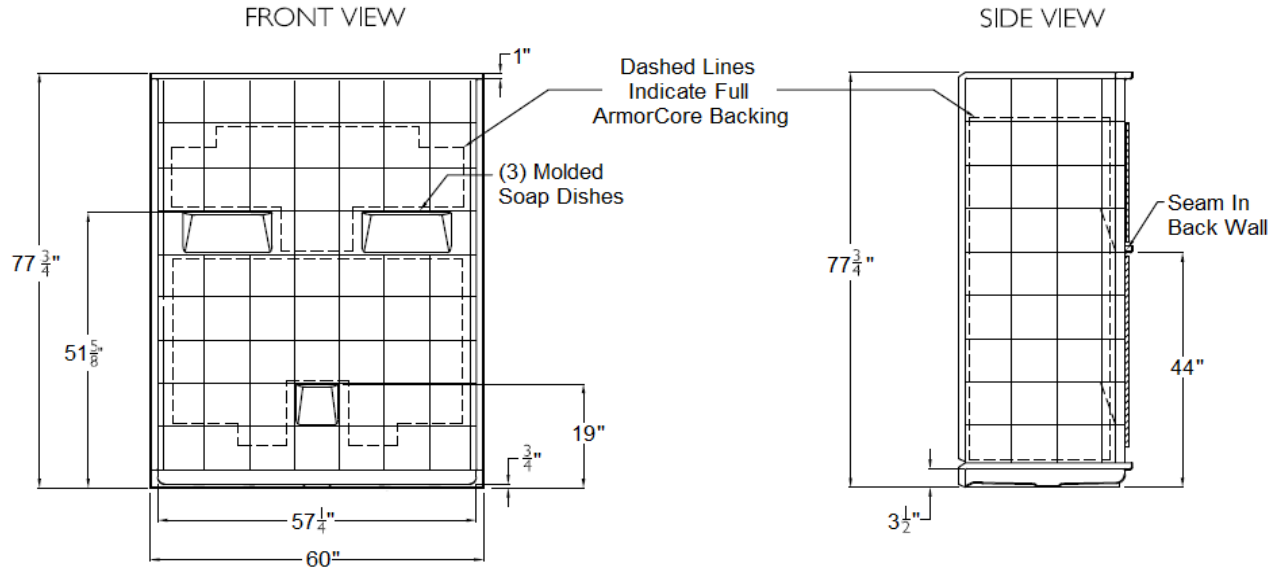 FRONT VIEW
SIDE VIEW
1"
Dashed Lines
Indicate Full
ArmorCore Backing
(3) Molded
Soap Dishes
Seam In
Back Wall
77 3/4"
77 3/4"
51 5/8"
44"
19"
3/4"
3 1/2"
57 1/4"
60"